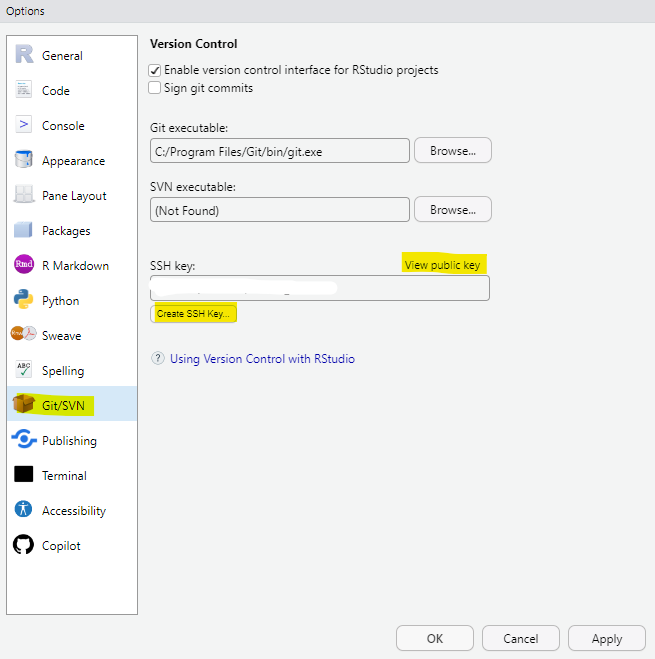 Options
General
Code
Console
Appearance
Pane Layout
Packages
Rmd
R Markdown
Python
Sweave
ABC
Spelling
Git/SVN
Publishing
Terminal
Accessibility
Copilot
Version Control
Enable version control interface for RStudio projects
Sign git commits
Git executable:
C:/Program Files/Git/bin/git.exe
Browse...
SVN executable:
(Not Found)
Browse...
SSH key:
View public key
Create SSH Key...
? Using Version Control with RStudio
OK
Cancel
Apply